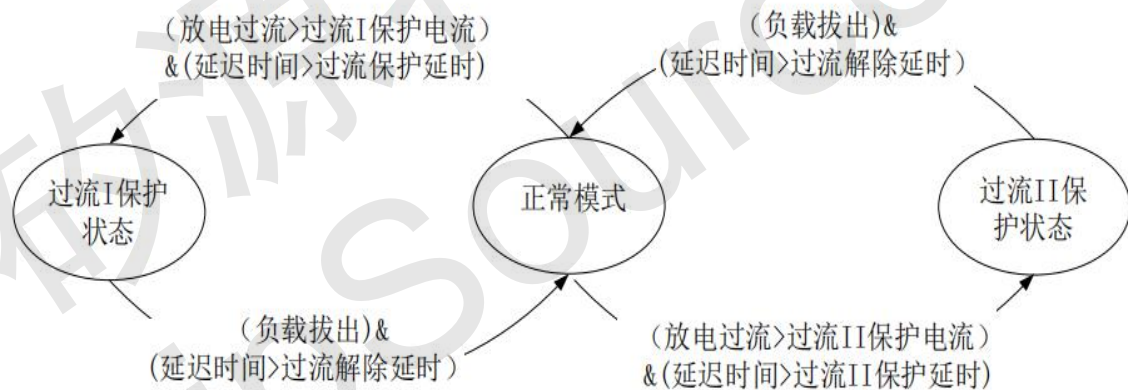 （放电过流>过流I保护电流）
&(延迟时间>过流保护延时)
（负载拔出)&
(延迟时间>过流解除延时）
过流I保护
状态
正常模式
过流II保
护状态
（负载拔出)&
(延迟时间>过流解除延时）
（放电过流>过流II保护电流）
&(延迟时间>过流II保护延时)